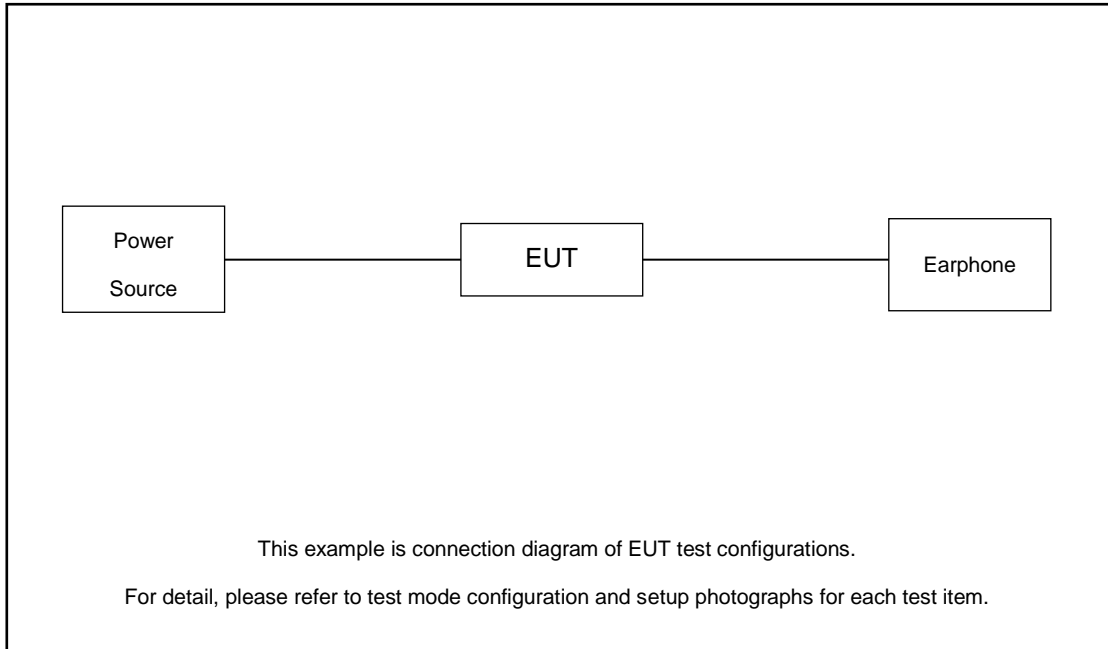 Power
Source
EUT
Earphone
This example is connection diagram of EUT test configurations.
For detail, please refer to test mode configuration and setup photographs for each test item.